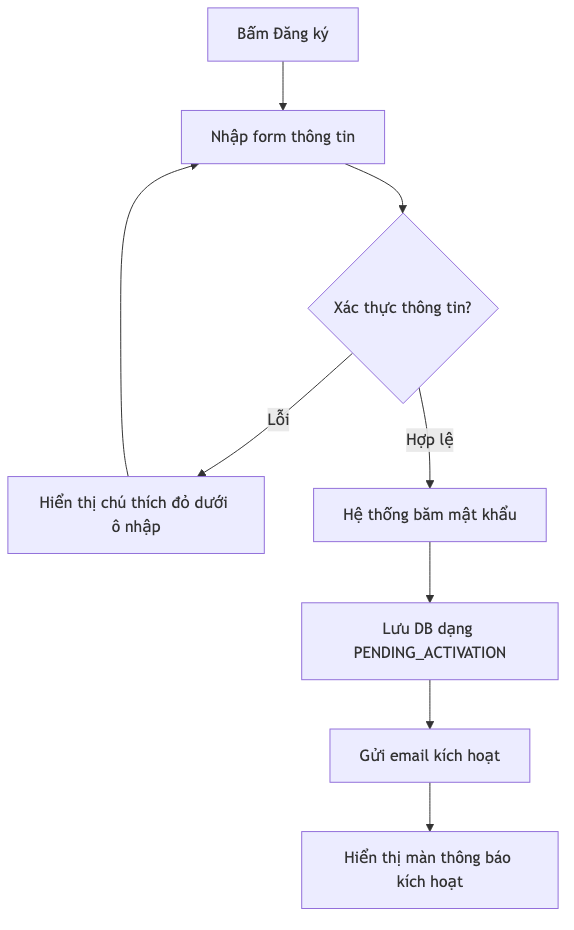 Bấm Đăng ký
Nhập form thông tin
Xác thực thông tin?
Lỗi
Hợp lệ
Hiển thị chú thích đỏ dưới
ô nhập
Hệ thống băm mật khẩu
Lưu DB dạng
PENDING_ACTIVATION
Gửi email kích hoạt
Hiển thị màn thông báo
kích hoạt